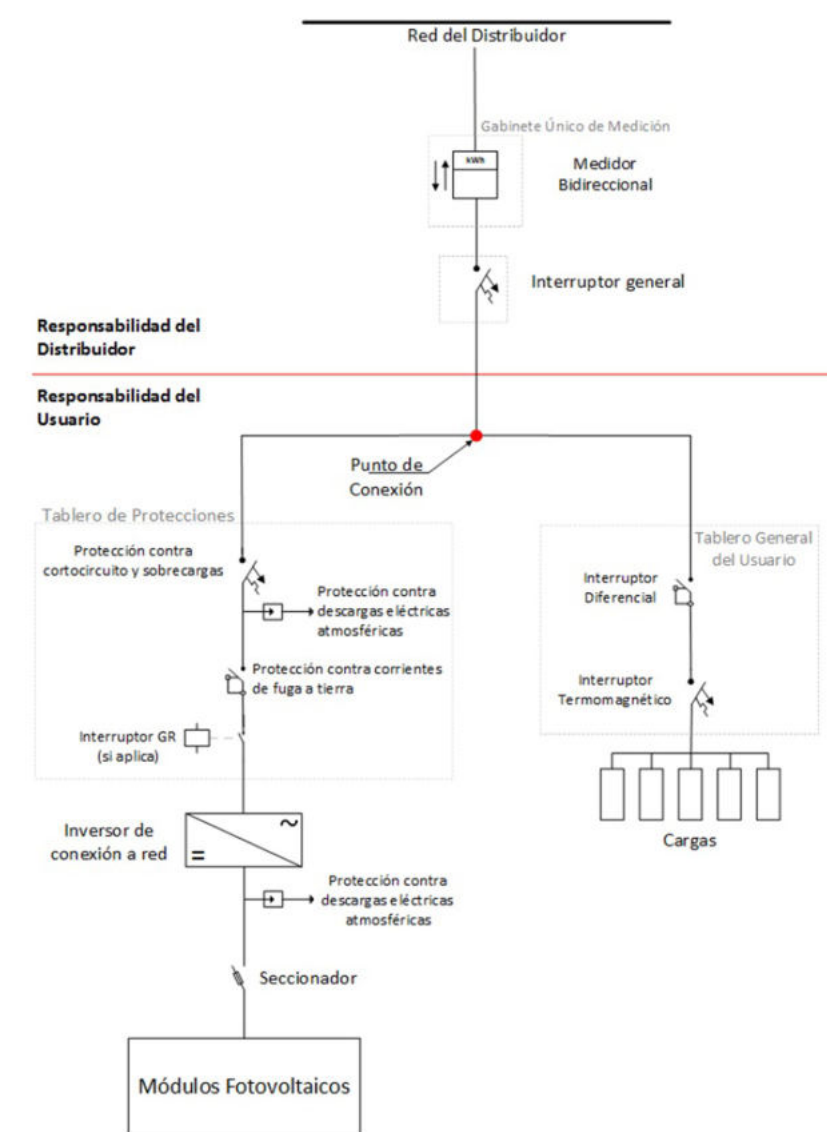 Red del Distribuidor
Gabinete Único de Medición
kWh
Medidor
Bidireccional
Interruptor general
Responsabilidad del
Distribuidor
Responsabilidad del
Usuario
Punto de
Conexión
Tablero de Protecciones
Protección contra
cortocircuito y sobrecargas
Protección contra
descargas eléctricas
atmosféricas
Protección contra corrientes
de fuga a tierra
Interruptor GR
(si aplica)
Tablero General
del Usuario
Interruptor
Diferencial
Interruptor
Termomagnético
Cargas
Inversor de
conexión a red
~
=
Protección contra
descargas eléctricas
atmosféricas
Seccionador
Módulos Fotovoltaicos